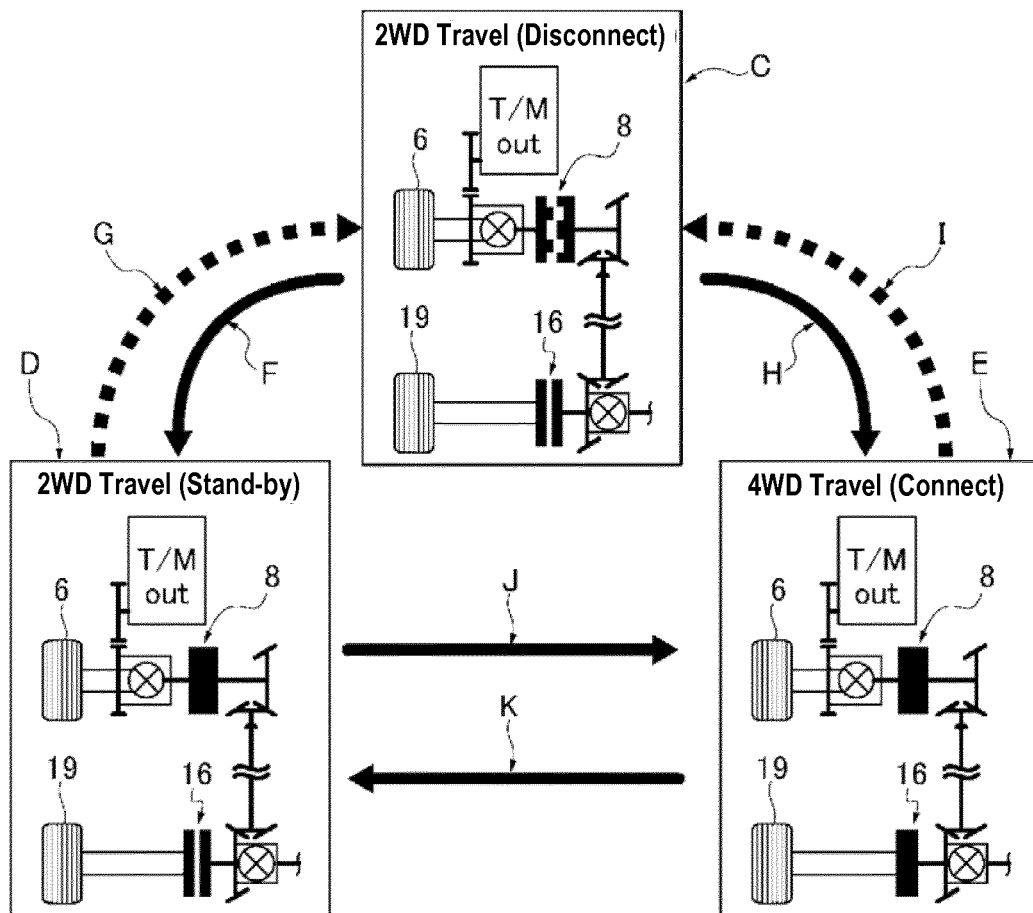 2WD Travel (Disconnect)
C
T/M
out
6
8
G
I
19
16
F
H
D
E
2WD Travel (Stand-by)
4WD Travel (Connect)
T/M
out
6
8
J
T/M
out
6
8
K
19
16
19
16